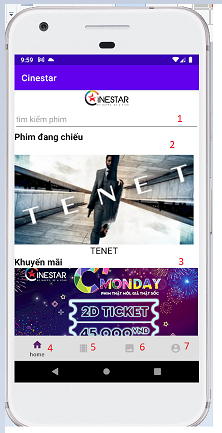 9:59
Cinestar
CINESTAR
tìm kiếm phim 1
Phim đang chiếu 2
TENET
TENET
Khuyến mãi 3
CINESTAR
C MONDAY
PHIM THẬT MỚI, GIÁ THẬT SỐC
2D TICKET
45.000 VND
home 4 5 6 7